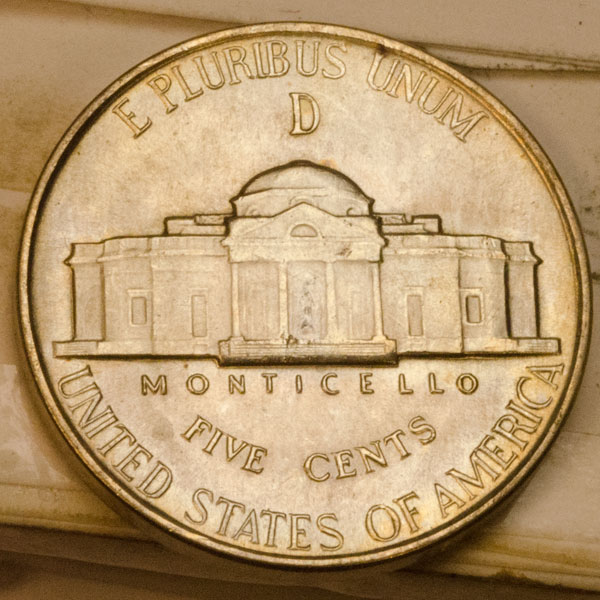 E PLURIBUS UNUM
D
MONTICELLO
FIVE CENTS
UNITED STATES OF AMERICA